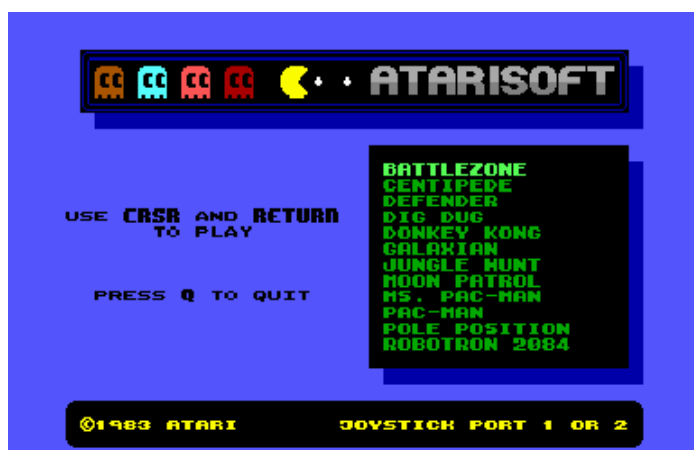 ATARISOFT
USE CRSR AND RETURN
TO PLAY
PRESS Q TO QUIT
BATTLEZONE
CENTIPEDE
DEFENDER
DIG DUG
DONKEY KONG
GALAXIAN
JUNGLE HUNT
MOON PATROL
MS. PAC-MAN
PAC-MAN
POLE POSITION
ROBOTRON 2084
©1983 ATARI
JOYSTICK PORT 1 OR 2